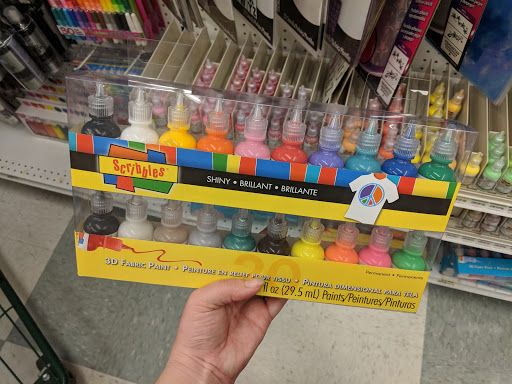 Scribbles
SHINY • BRILLANT • BRILLANTE
3D FABRIC PAINT • PEINTURE EN RELIEF POUR TISSU • PINTURA DIMENSIONAL PARA TELA
Permanent • Permanente
fl oz (29.5 mL) Paints/Peintures/Pinturas